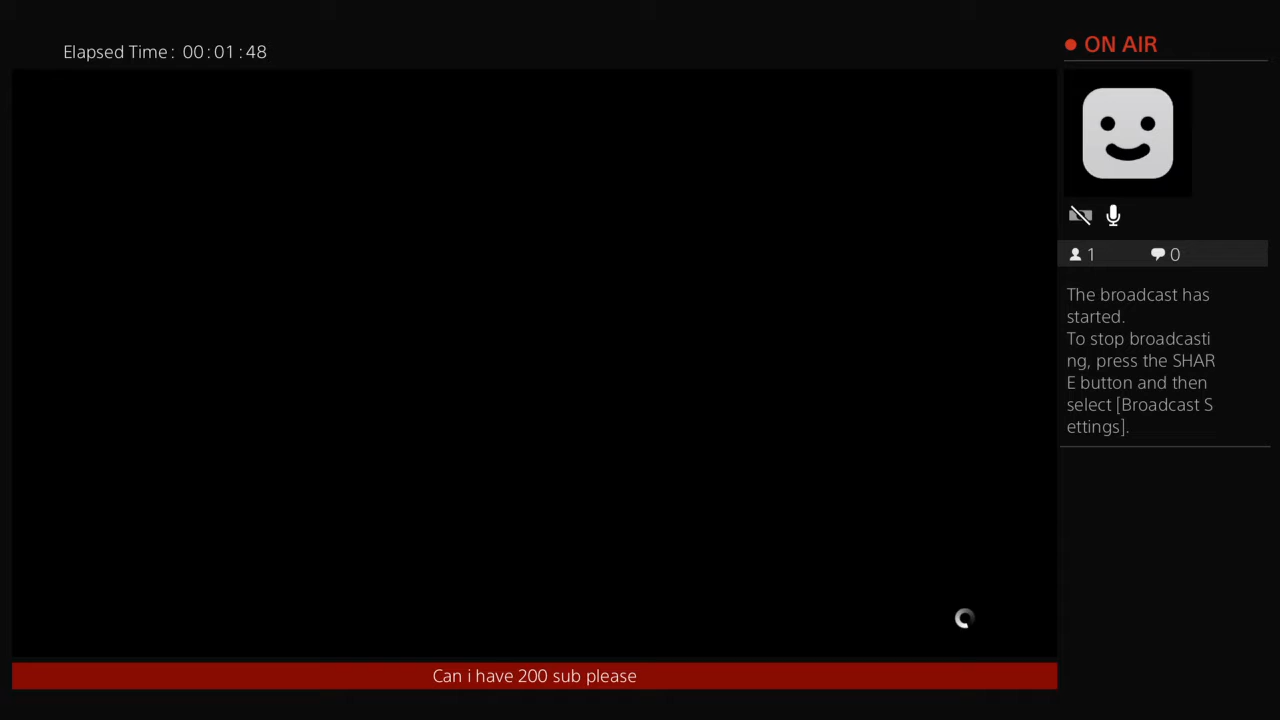 Elapsed Time: 00:01:48
ON AIR
1 0
The broadcast has
started.
To stop broadcasti
ng, press the SHAR
E button and then
select [Broadcast S
ettings].
Can i have 200 sub please